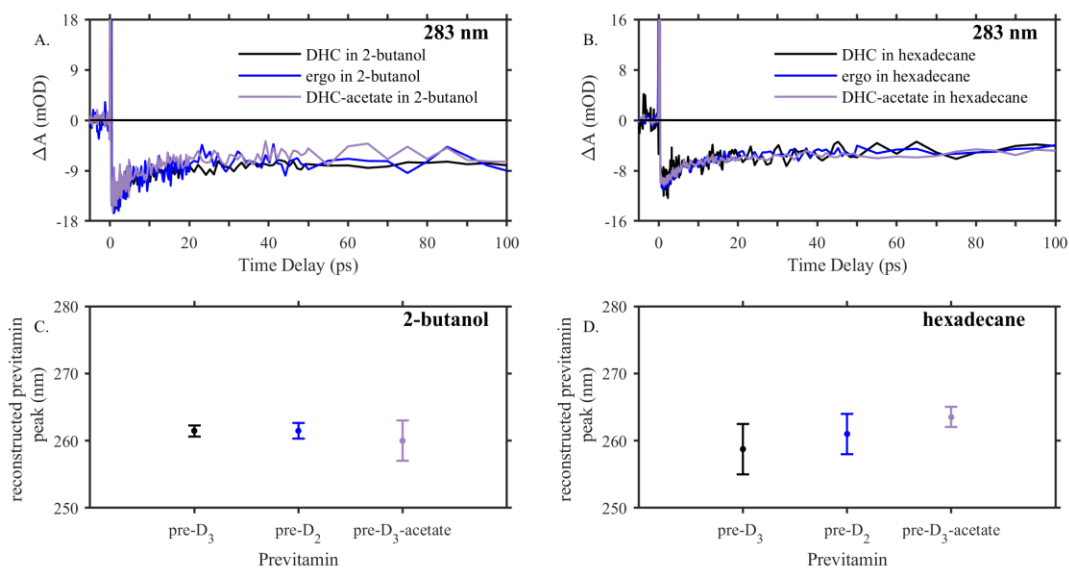 A.
283 nm
DHC in 2-butanol
ergo in 2-butanol
DHC-acetate in 2-butanol
ΔA (mOD)
18
9
0
-9
-18
0
20
40
60
80
100
Time Delay (ps)
B.
283 nm
DHC in hexadecane
ergo in hexadecane
DHC-acetate in hexadecane
ΔA (mOD)
16
8
0
-8
-16
0
20
40
60
80
100
Time Delay (ps)
C.
2-butanol
reconstructed previtamin
peak (nm)
280
270
260
250
pre-D₃
pre-D₂
pre-D₃-acetate
Previtamin
D.
hexadecane
reconstructed previtamin
peak (nm)
280
270
260
250
pre-D₃
pre-D₂
pre-D₃-acetate
Previtamin